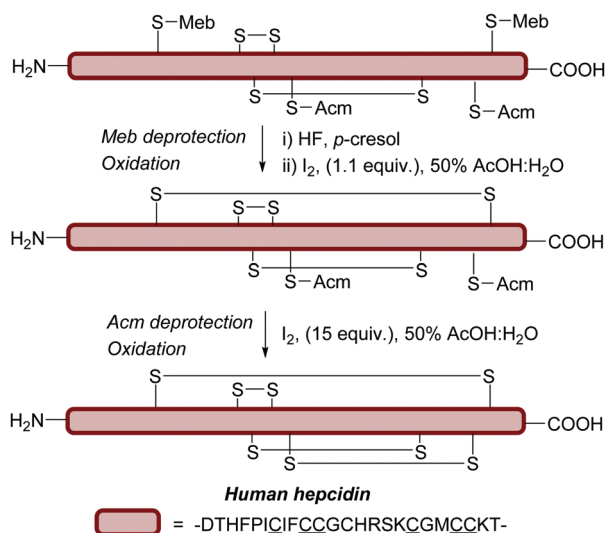 S–Meb S–S S–Meb
H₂N– –COOH
S S–Acm S S–Acm
Meb deprotection i) HF, p-cresol
Oxidation ii) I₂, (1.1 equiv.), 50% AcOH:H₂O
S S–S S
H₂N– –COOH
S S–Acm S S–Acm
Acm deprotection
Oxidation I₂, (15 equiv.), 50% AcOH:H₂O
S S–S S
H₂N– –COOH
S S S S
Human hepcidin
= -DTHFPICIFCCGCHRSKCGMCCKT-